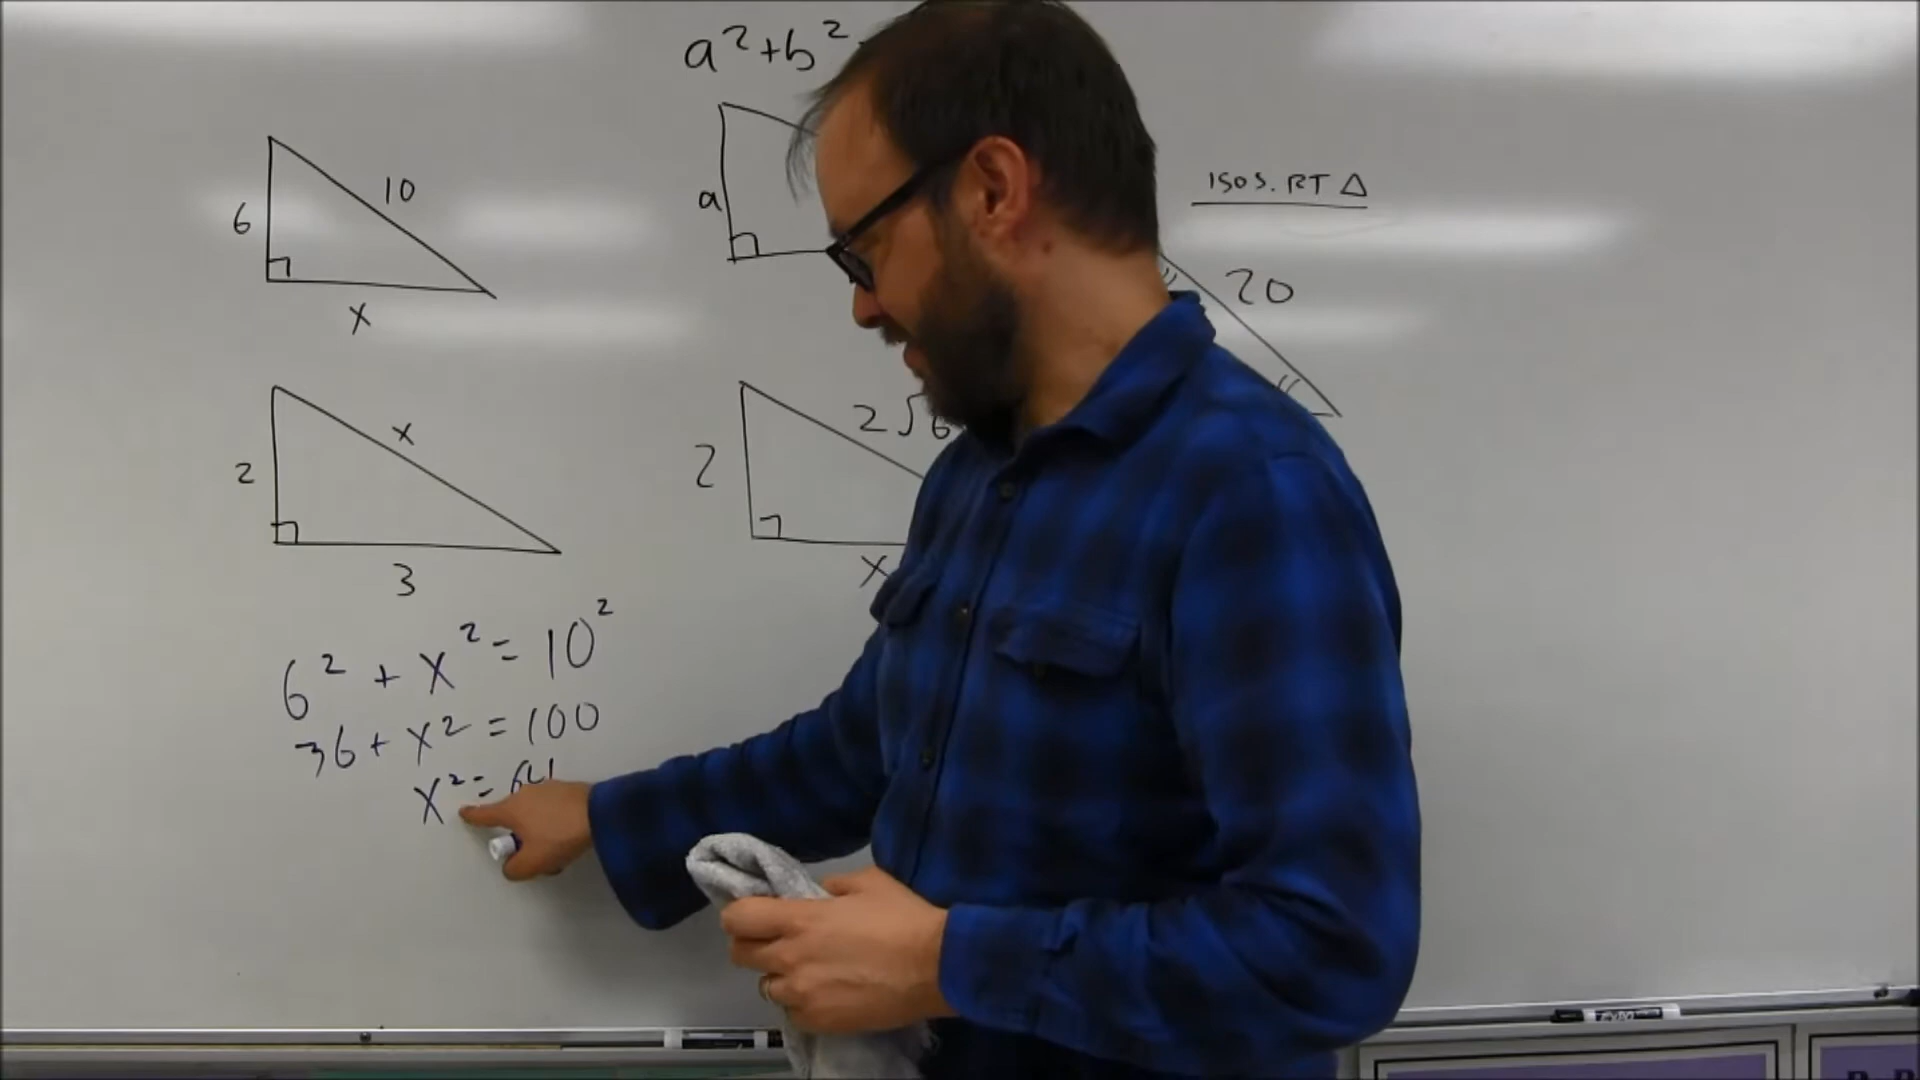 a²+b²
6
10
x
a
ISOS. RT △
20
2
x
3
2
2√6
x
6² + x² = 10²
36 + x² = 100
x² = 64
EXPO